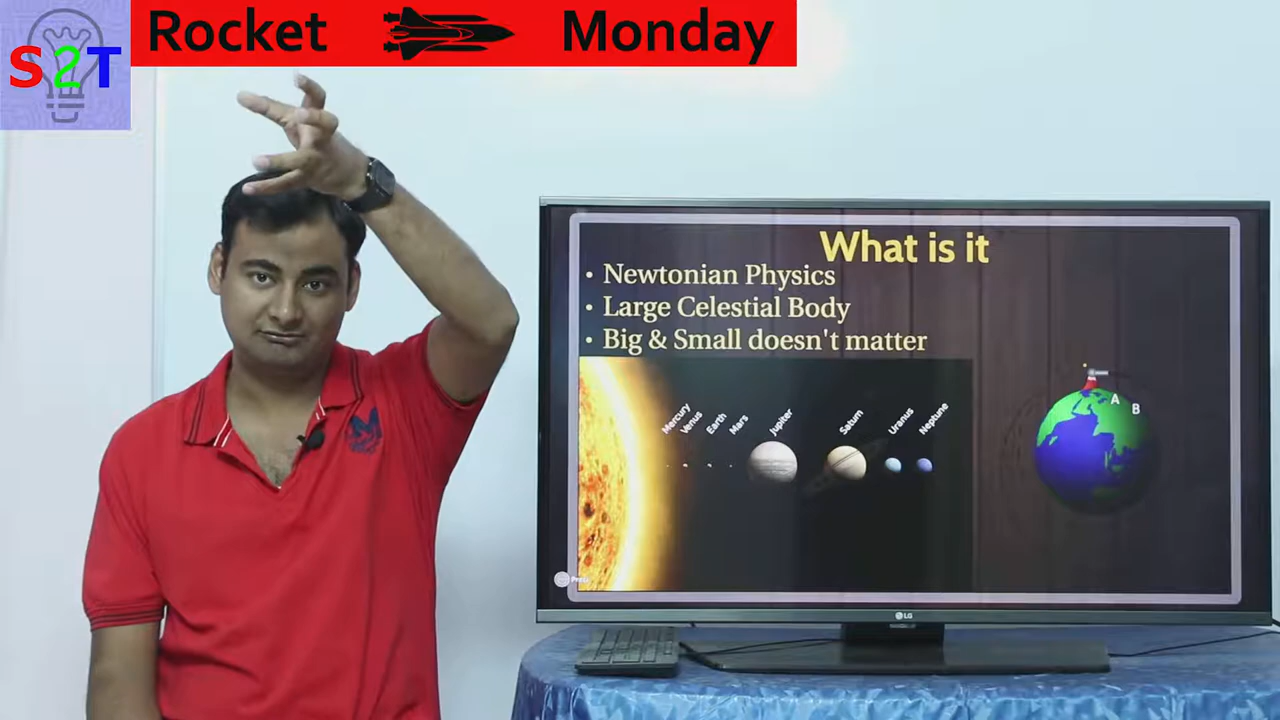 Rocket Monday
S2T
What is it
• Newtonian Physics
• Large Celestial Body
• Big & Small doesn't matter
Mercury
Venus
Earth
Mars
Jupiter
Saturn
Uranus
Neptune
A
B
Prezi
LG